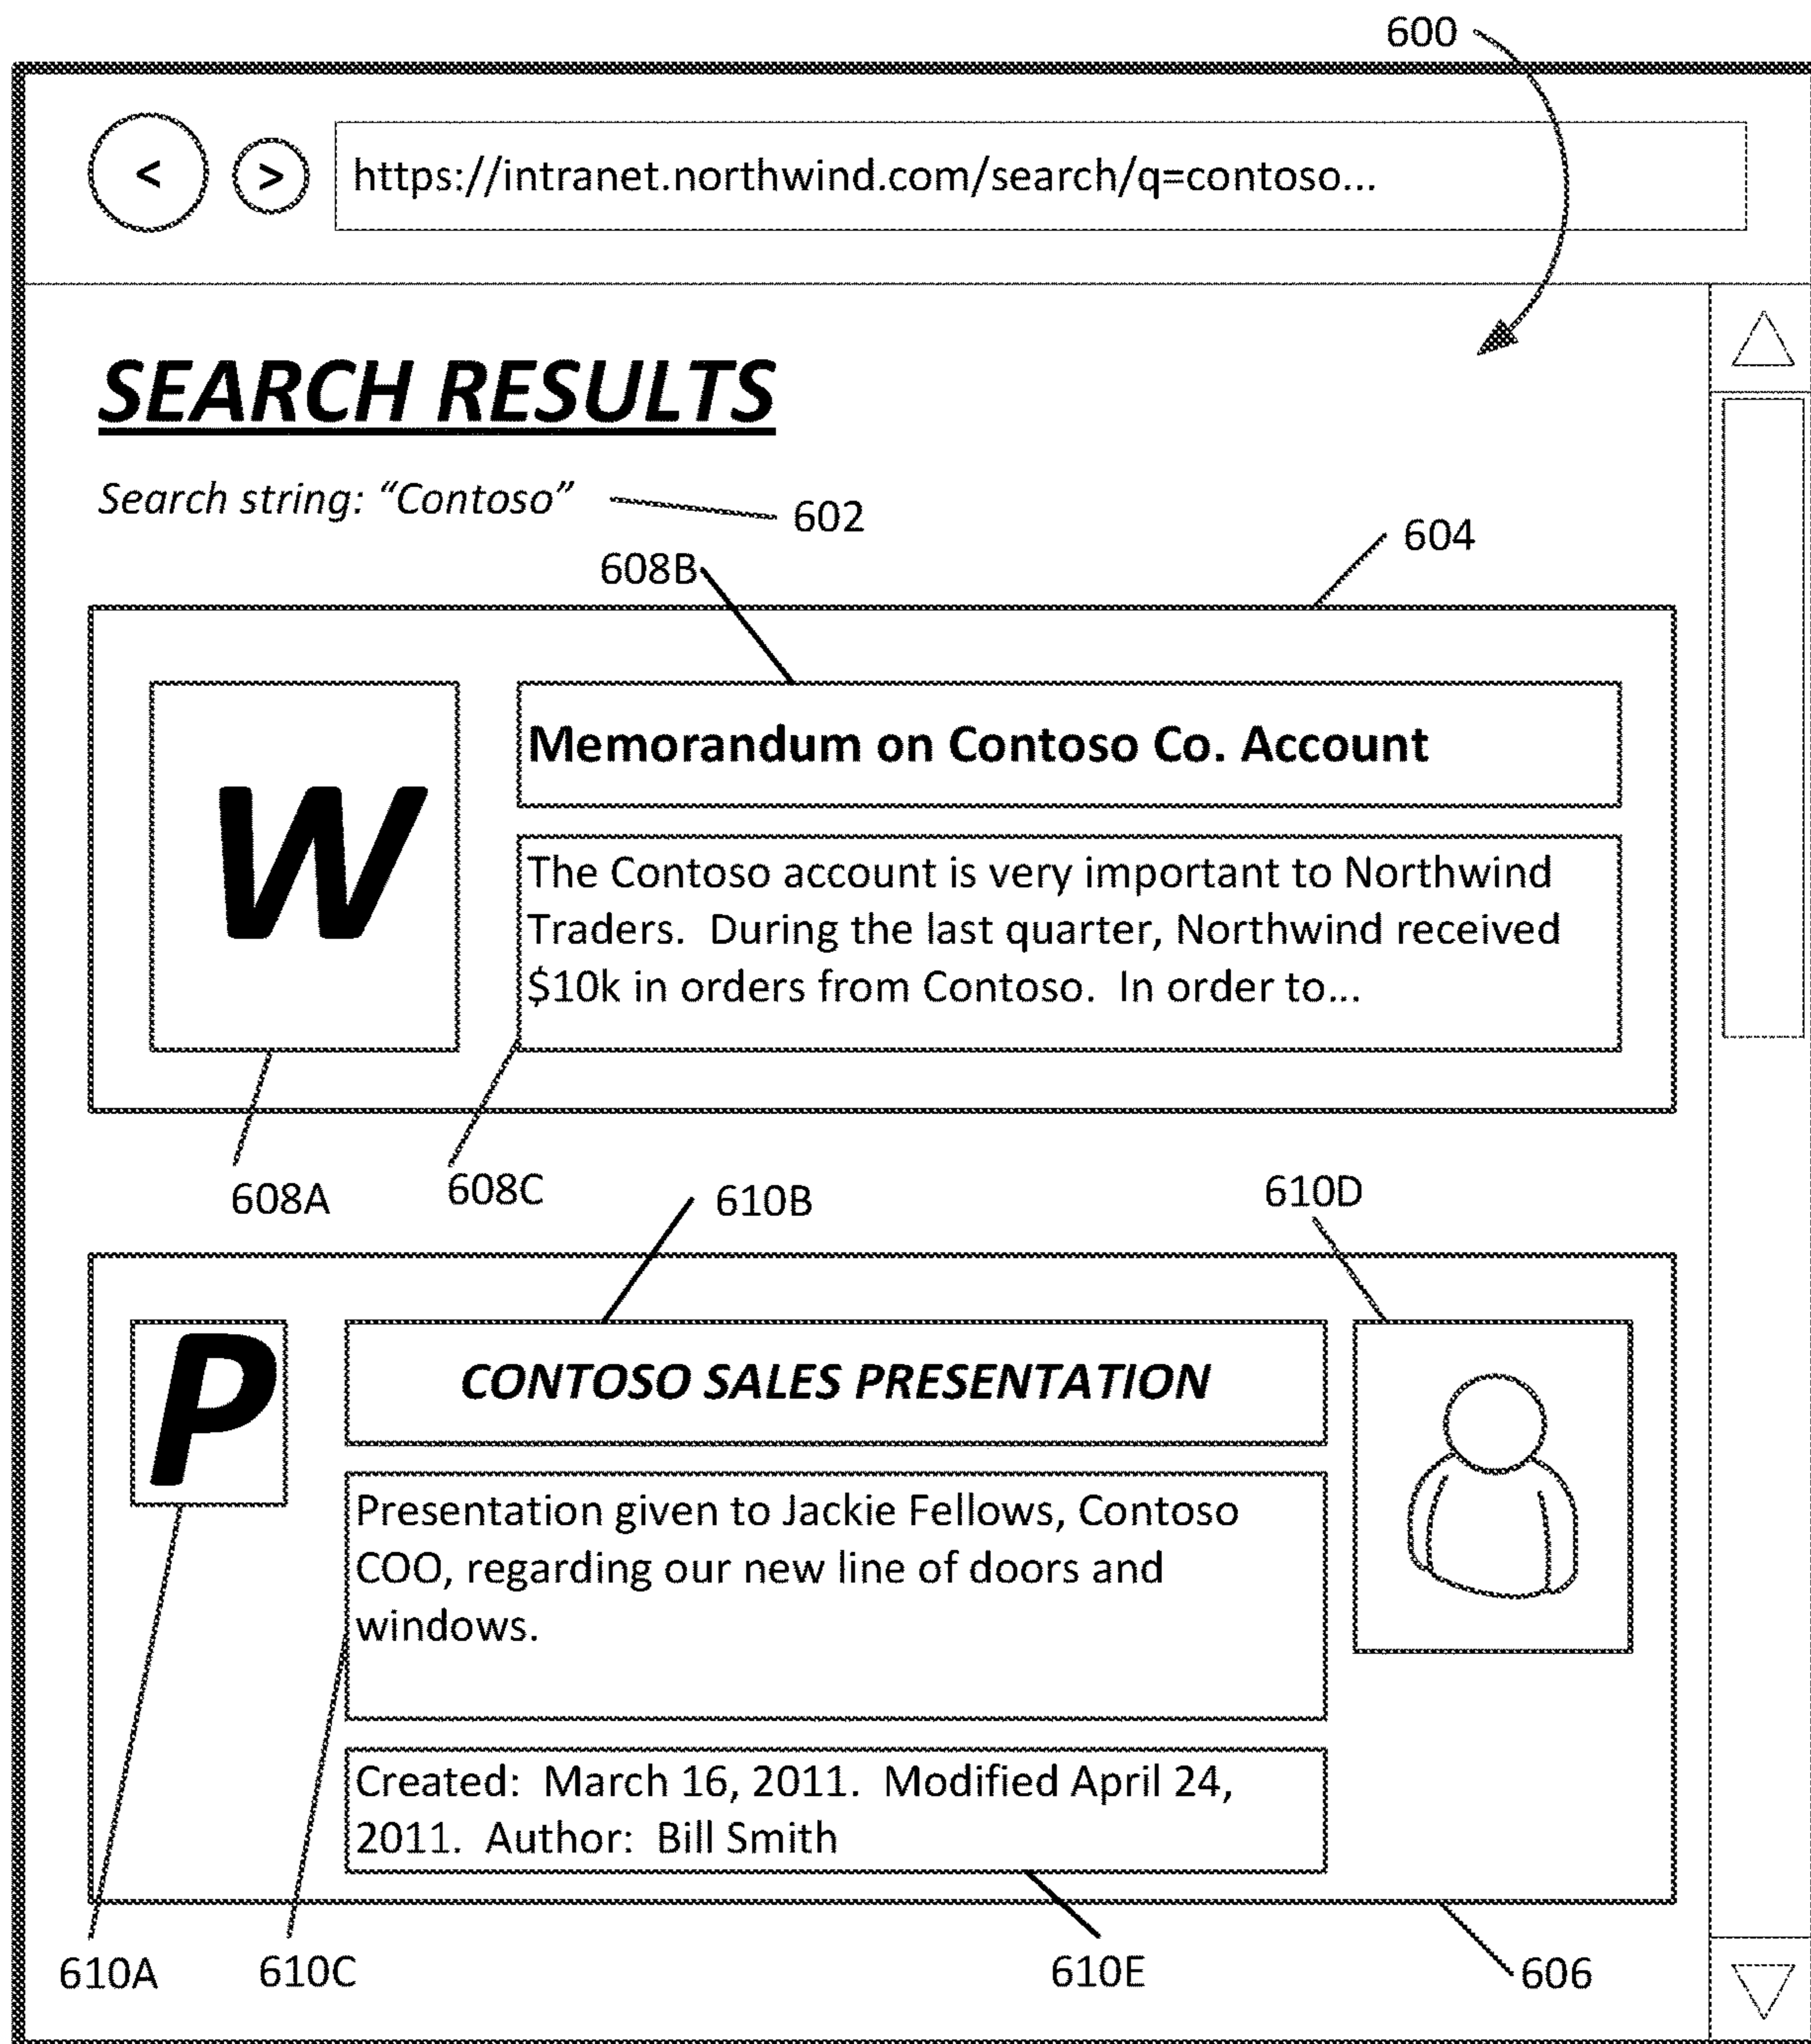 600
< > https://intranet.northwind.com/search/q=contoso...
SEARCH RESULTS
Search string: “Contoso”
602
604
608B
W
Memorandum on Contoso Co. Account
The Contoso account is very important to Northwind
Traders.  During the last quarter, Northwind received
$10k in orders from Contoso.  In order to...
608A
608C
610B
610D
P
CONTOSO SALES PRESENTATION
Presentation given to Jackie Fellows, Contoso
COO, regarding our new line of doors and
windows.
Created:  March 16, 2011.  Modified April 24,
2011.  Author:  Bill Smith
610A
610C
610E
606